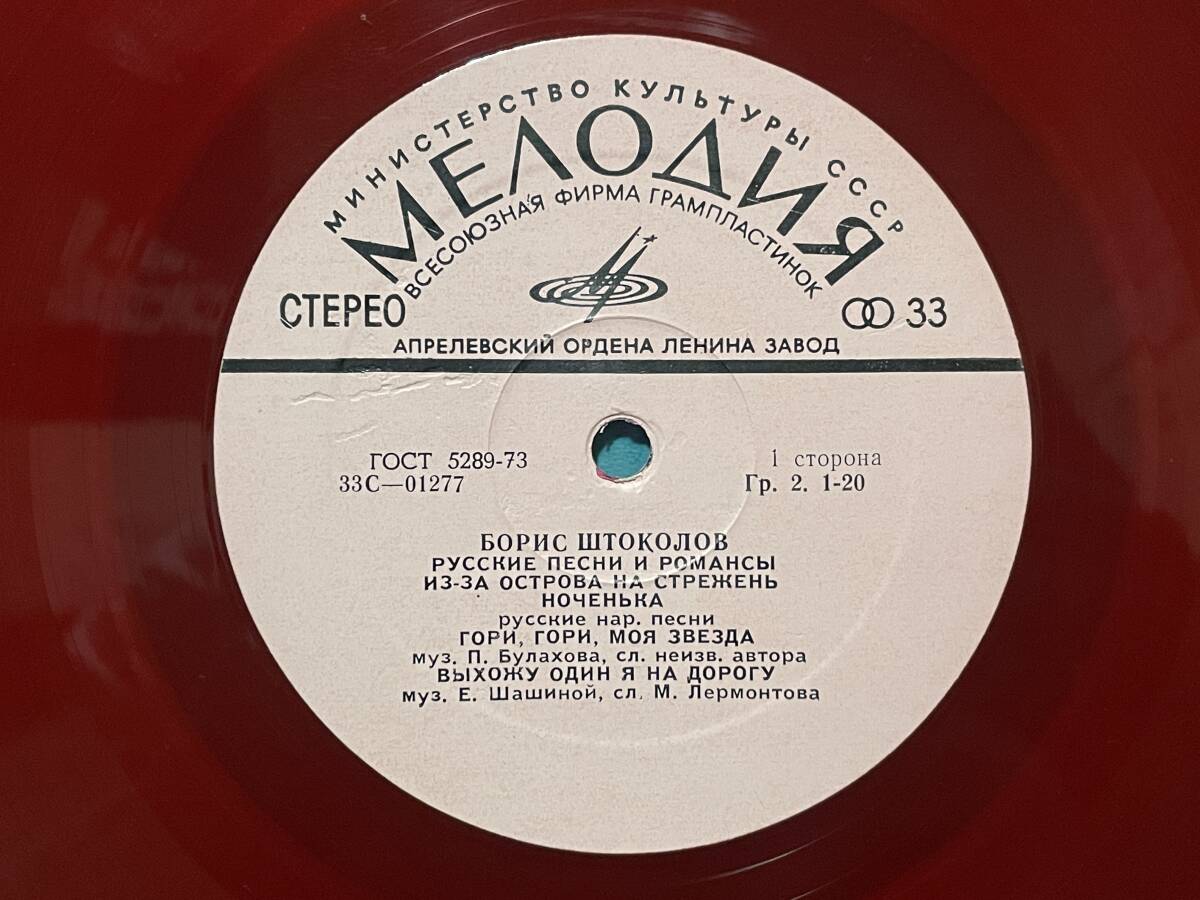 МИНИСТЕРСТВО КУЛЬТУРЫ СССР
МЕЛОДИЯ
ВСЕСОЮЗНАЯ ФИРМА ГРАМПЛАСТИНОК
СТЕРЕО
33
АПРЕЛЕВСКИЙ ОРДЕНА ЛЕНИНА ЗАВОД
ГОСТ 5289-73
1 сторона
33С—01277
Гр. 2. 1-20
БОРИС ШТОКОЛОВ
РУССКИЕ ПЕСНИ И РОМАНСЫ
ИЗ-ЗА ОСТРОВА НА СТРЕЖЕНЬ
НОЧЕНЬКА
русские нар. песни
ГОРИ, ГОРИ, МОЯ ЗВЕЗДА
муз. П. Булахова, сл. неизв. автора
ВЫХОЖУ ОДИН Я НА ДОРОГУ
муз. Е. Шашиной, сл. М. Лермонтова